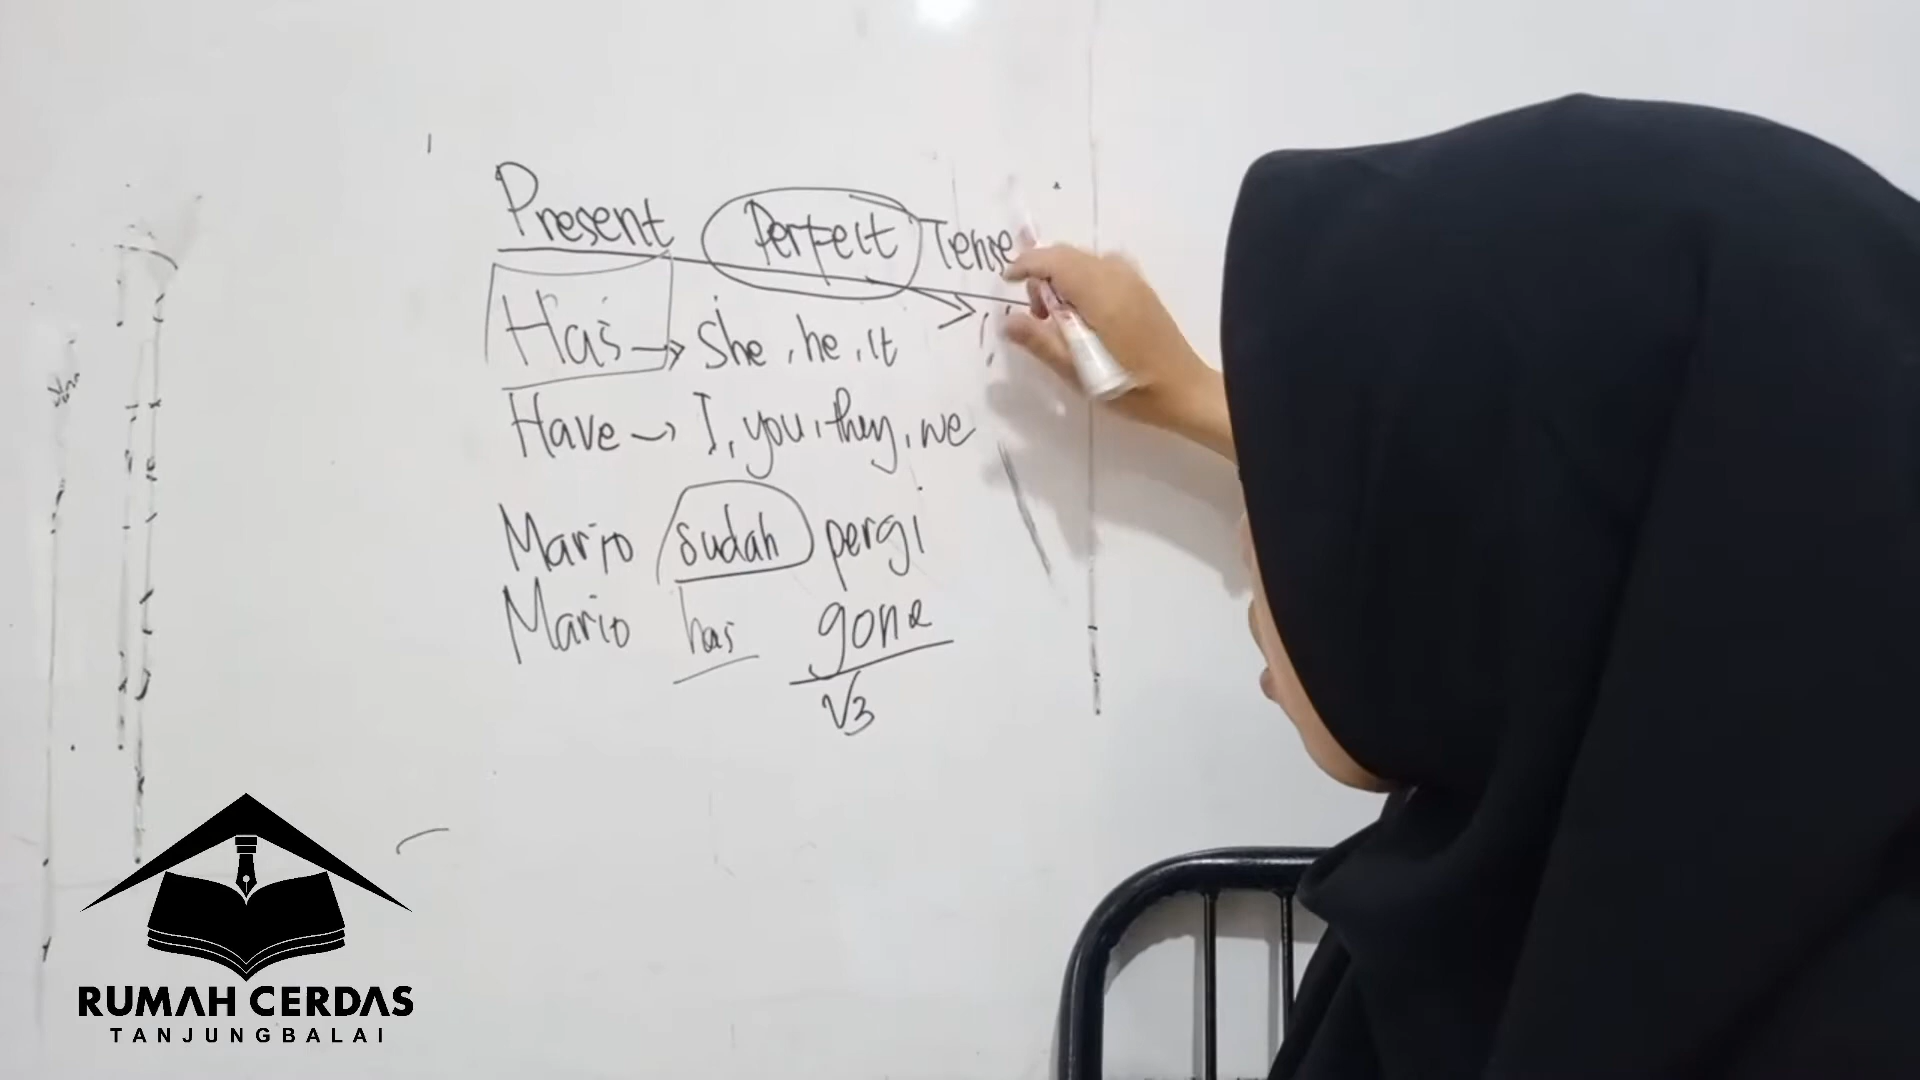 Present Perfect Tense
Has → She, he, it
Have → I, you, they, we
Mario sudah pergi
Mario has gone
V3
RUMAH CERDAS
TANJUNGBALAI